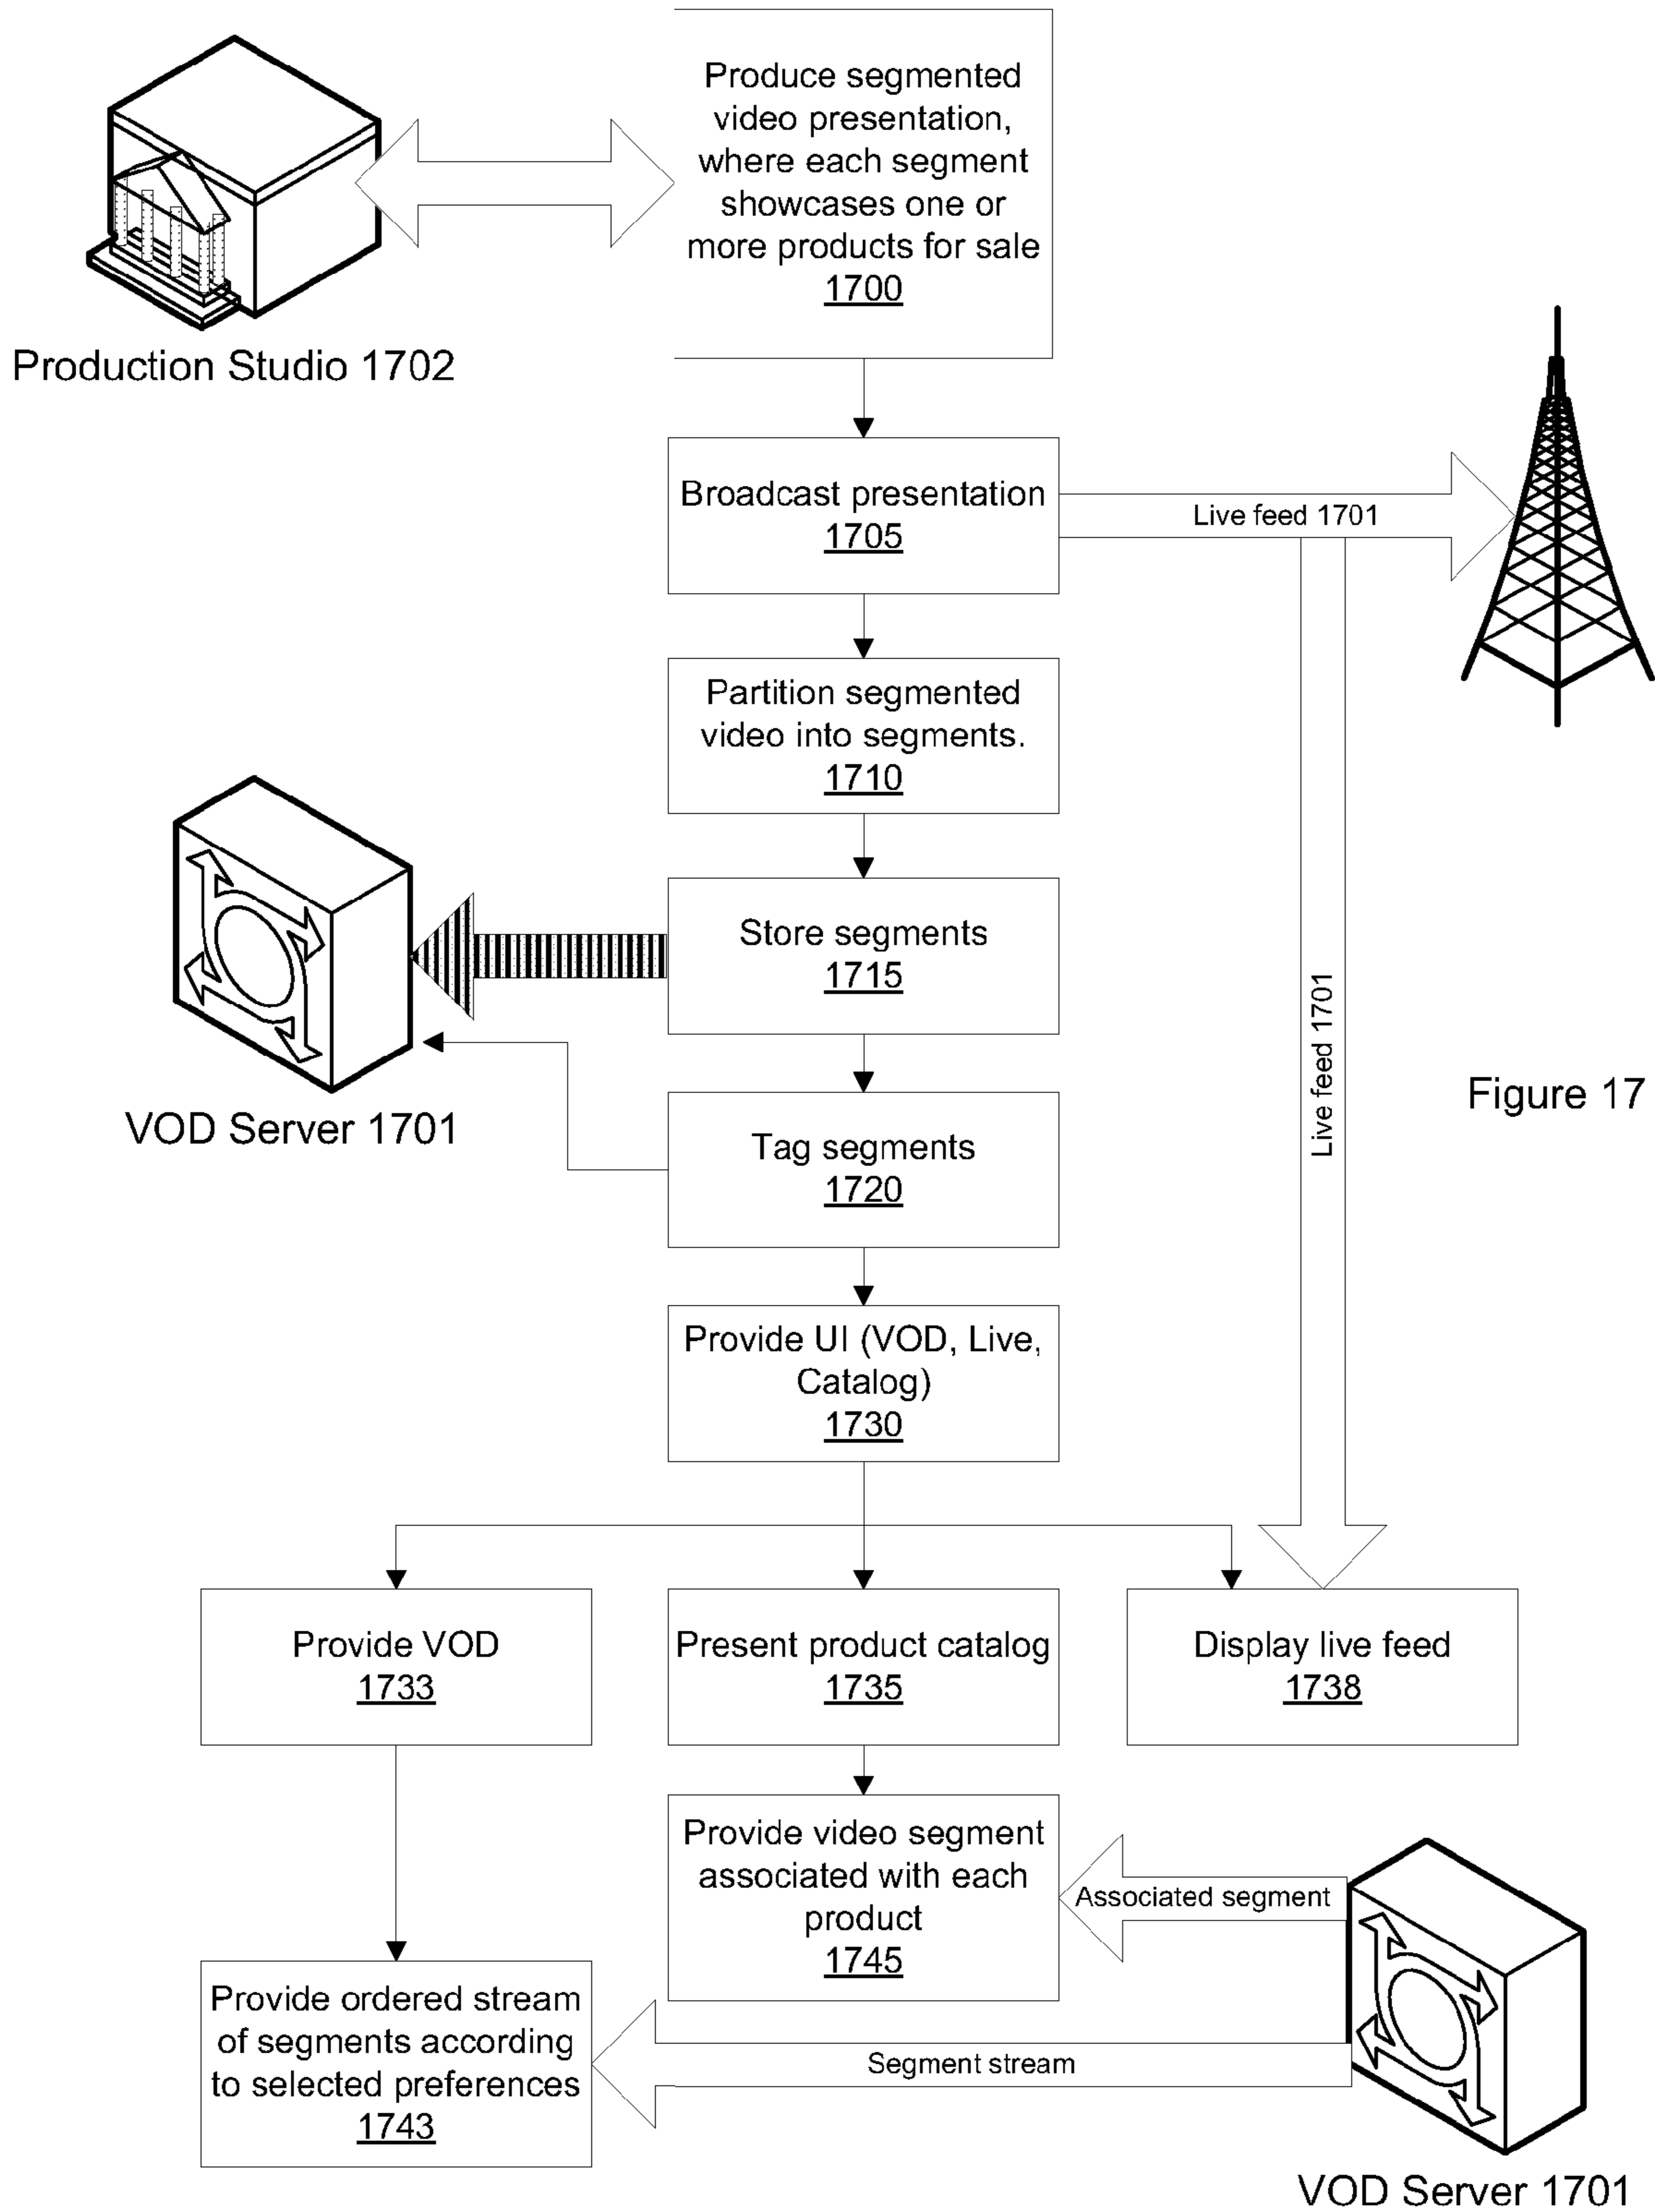 Produce segmented
video presentation,
where each segment
showcases one or
more products for sale
1700
Production Studio 1702
Broadcast presentation
1705
Live feed 1701
Partition segmented
video into segments.
1710
Store segments
1715
VOD Server 1701
Live feed 1701
Figure 17
Tag segments
1720
Provide UI (VOD, Live,
Catalog)
1730
Provide VOD
1733
Present product catalog
1735
Display live feed
1738
Provide video segment
associated with each
product
1745
Associated segment
Provide ordered stream
of segments according
to selected preferences
1743
Segment stream
VOD Server 1701